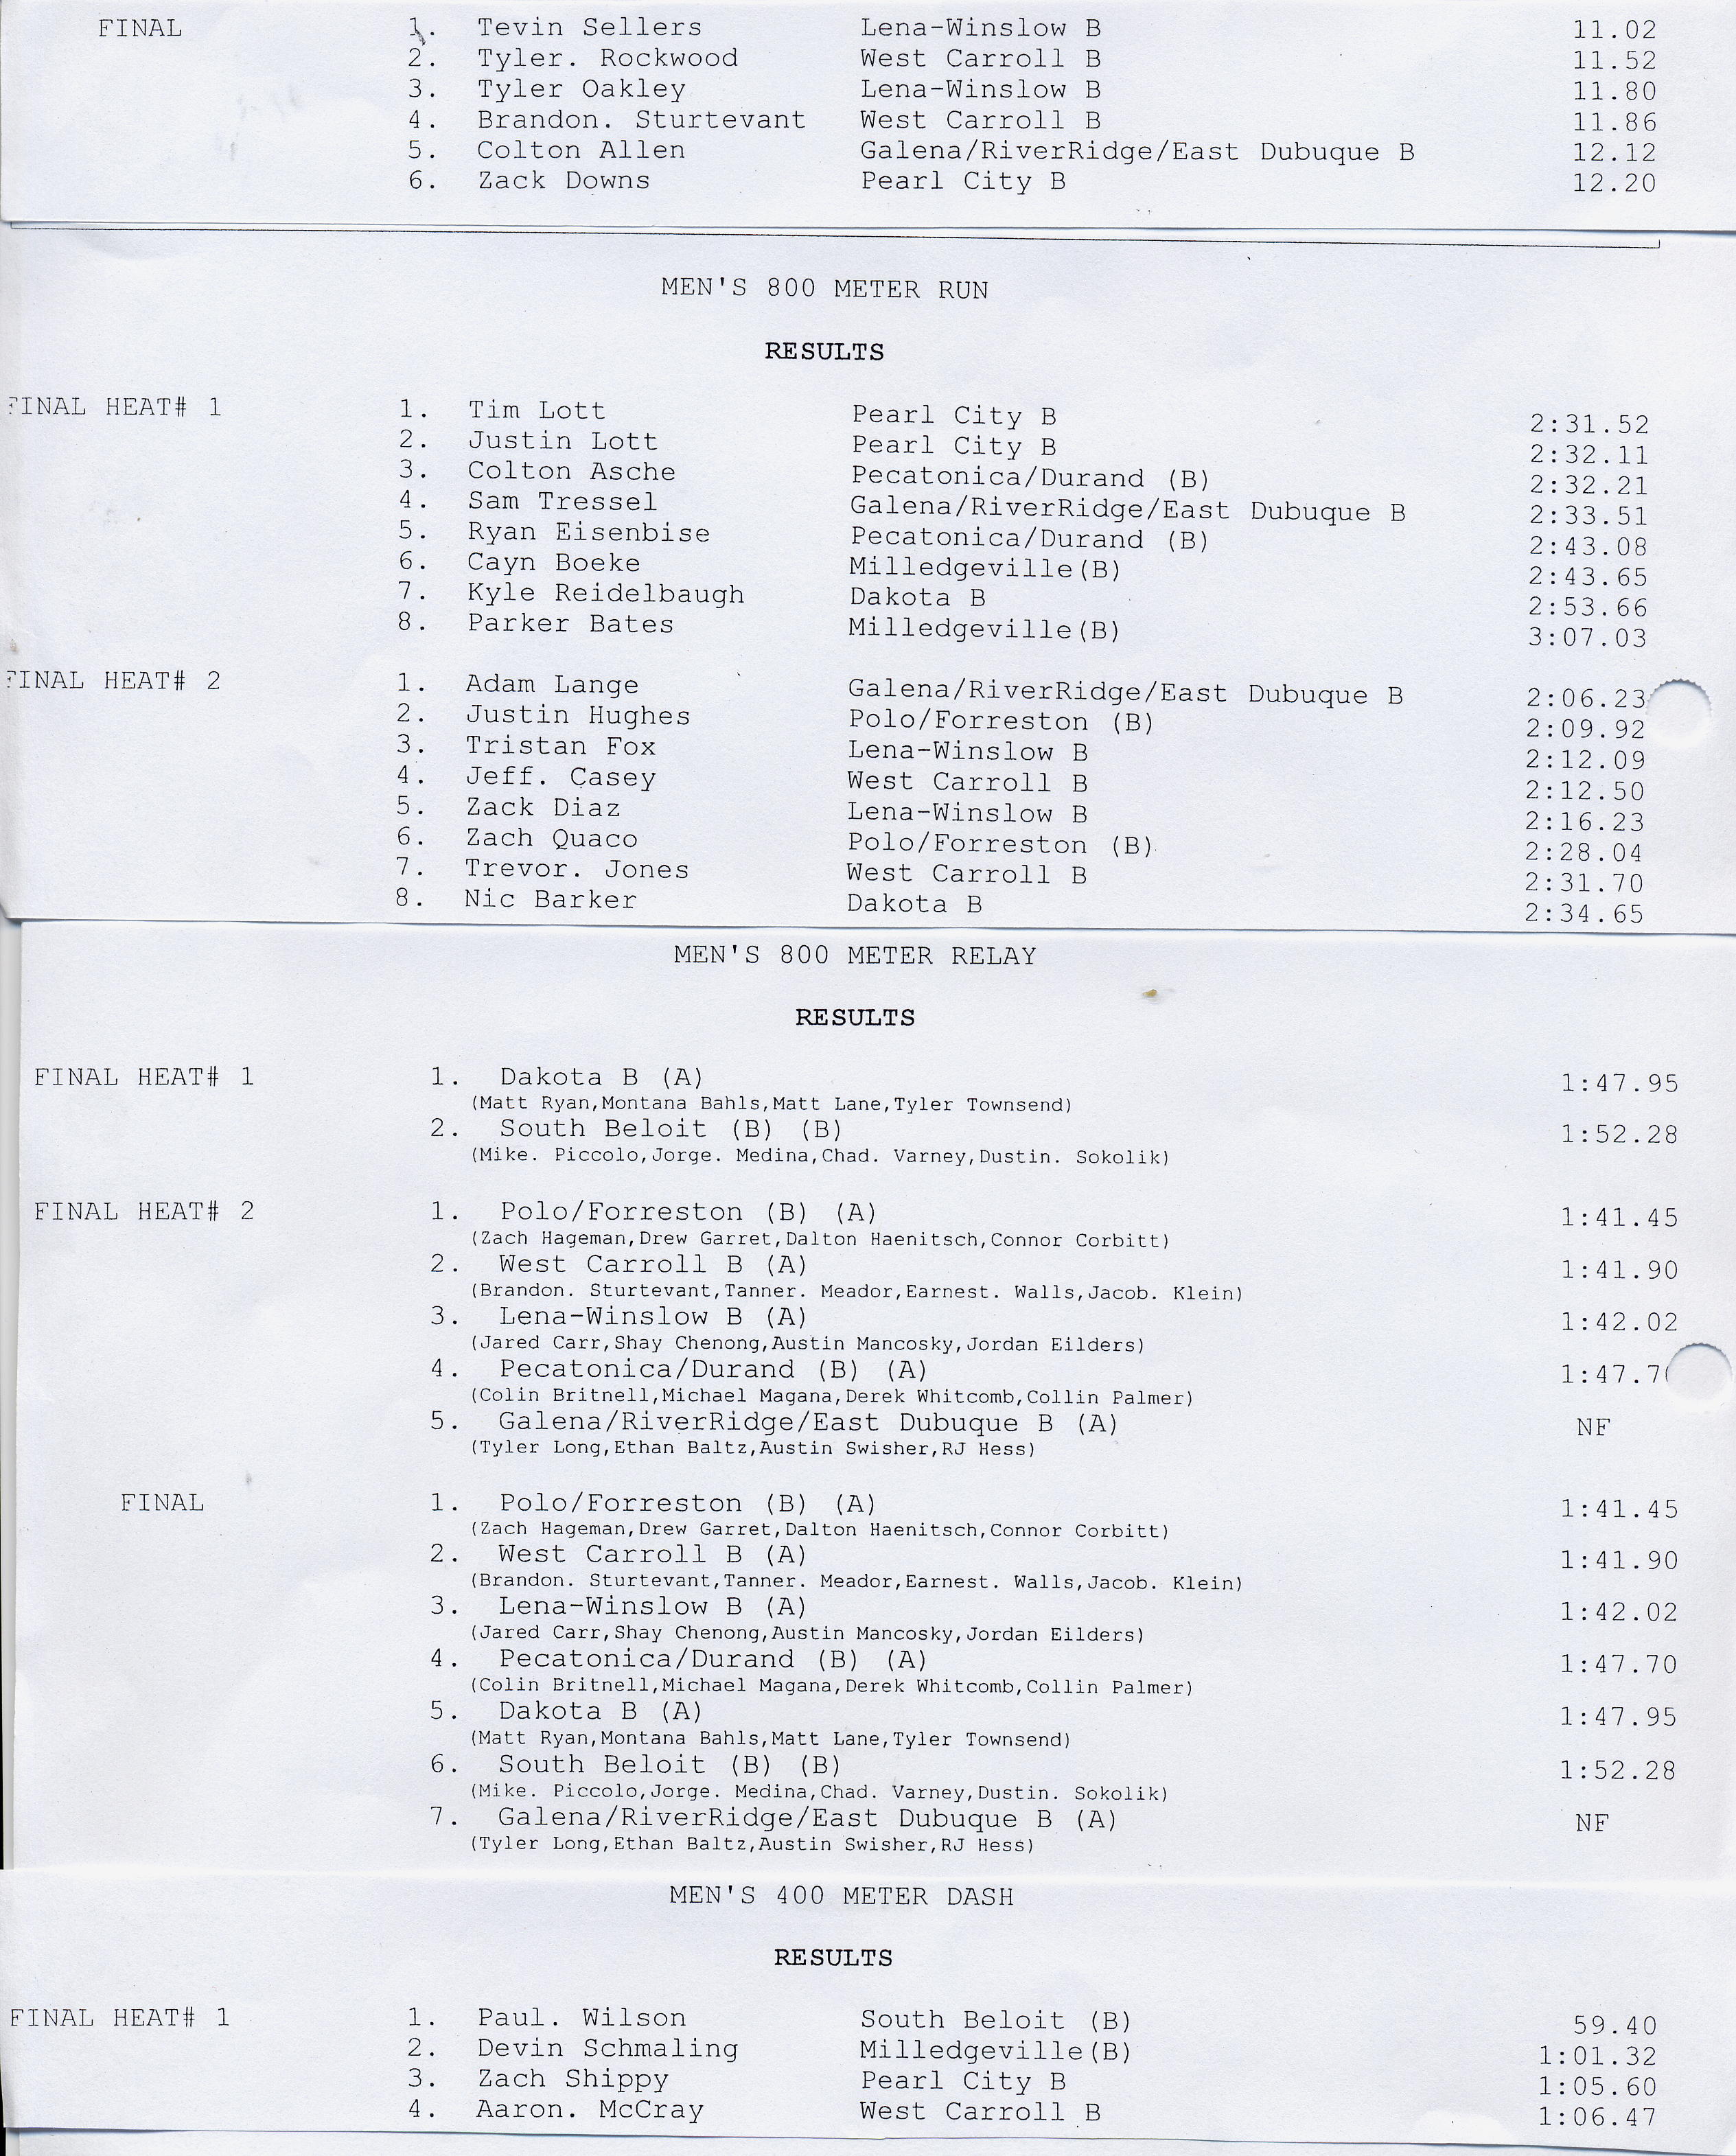 FINAL 1. Tevin Sellers Lena-Winslow B 11.02
2. Tyler. Rockwood West Carroll B 11.52
3. Tyler Oakley Lena-Winslow B 11.80
4. Brandon. Sturtevant West Carroll B 11.86
5. Colton Allen Galena/RiverRidge/East Dubuque B 12.12
6. Zack Downs Pearl City B 12.20
MEN'S 800 METER RUN
RESULTS
FINAL HEAT# 1 1. Tim Lott Pearl City B 2:31.52
2. Justin Lott Pearl City B 2:32.11
3. Colton Asche Pecatonica/Durand (B) 2:32.21
4. Sam Tressel Galena/RiverRidge/East Dubuque B 2:33.51
5. Ryan Eisenbise Pecatonica/Durand (B) 2:43.08
6. Cayn Boeke Milledgeville(B) 2:43.65
7. Kyle Reidelbaugh Dakota B 2:53.66
8. Parker Bates Milledgeville(B) 3:07.03
FINAL HEAT# 2 1. Adam Lange Galena/RiverRidge/East Dubuque B 2:06.23
2. Justin Hughes Polo/Forreston (B) 2:09.92
3. Tristan Fox Lena-Winslow B 2:12.09
4. Jeff. Casey West Carroll B 2:12.50
5. Zack Diaz Lena-Winslow B 2:16.23
6. Zach Quaco Polo/Forreston (B) 2:28.04
7. Trevor. Jones West Carroll B 2:31.70
8. Nic Barker Dakota B 2:34.65
MEN'S 800 METER RELAY
RESULTS
FINAL HEAT# 1 1. Dakota B (A) 1:47.95
(Matt Ryan,Montana Bahls,Matt Lane,Tyler Townsend)
2. South Beloit (B) (B) 1:52.28
(Mike. Piccolo,Jorge. Medina,Chad. Varney,Dustin. Sokolik)
FINAL HEAT# 2 1. Polo/Forreston (B) (A) 1:41.45
(Zach Hageman,Drew Garret,Dalton Haenitsch,Connor Corbitt)
2. West Carroll B (A) 1:41.90
(Brandon. Sturtevant,Tanner. Meador,Earnest. Walls,Jacob. Klein)
3. Lena-Winslow B (A) 1:42.02
(Jared Carr,Shay Chenong,Austin Mancosky,Jordan Eilders)
4. Pecatonica/Durand (B) (A) 1:47.70
(Colin Britnell,Michael Magana,Derek Whitcomb,Collin Palmer)
5. Galena/RiverRidge/East Dubuque B (A) NF
(Tyler Long,Ethan Baltz,Austin Swisher,RJ Hess)
FINAL 1. Polo/Forreston (B) (A) 1:41.45
(Zach Hageman,Drew Garret,Dalton Haenitsch,Connor Corbitt)
2. West Carroll B (A) 1:41.90
(Brandon. Sturtevant,Tanner. Meador,Earnest. Walls,Jacob. Klein)
3. Lena-Winslow B (A) 1:42.02
(Jared Carr,Shay Chenong,Austin Mancosky,Jordan Eilders)
4. Pecatonica/Durand (B) (A) 1:47.70
(Colin Britnell,Michael Magana,Derek Whitcomb,Collin Palmer)
5. Dakota B (A) 1:47.95
(Matt Ryan,Montana Bahls,Matt Lane,Tyler Townsend)
6. South Beloit (B) (B) 1:52.28
(Mike. Piccolo,Jorge. Medina,Chad. Varney,Dustin. Sokolik)
7. Galena/RiverRidge/East Dubuque B (A) NF
(Tyler Long,Ethan Baltz,Austin Swisher,RJ Hess)
MEN'S 400 METER DASH
RESULTS
FINAL HEAT# 1 1. Paul. Wilson South Beloit (B) 59.40
2. Devin Schmaling Milledgeville(B) 1:01.32
3. Zach Shippy Pearl City B 1:05.60
4. Aaron. McCray West Carroll B 1:06.47